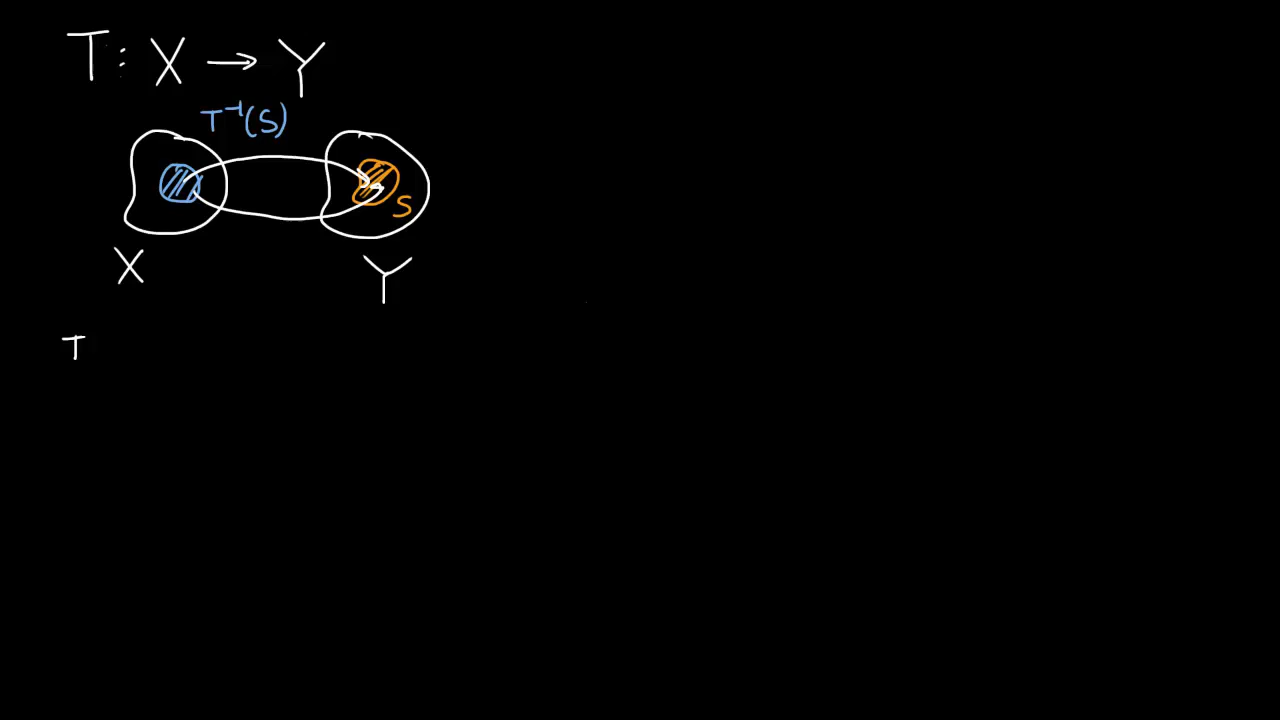 T: X → Y
T⁻¹(S)
S
X
Y
T